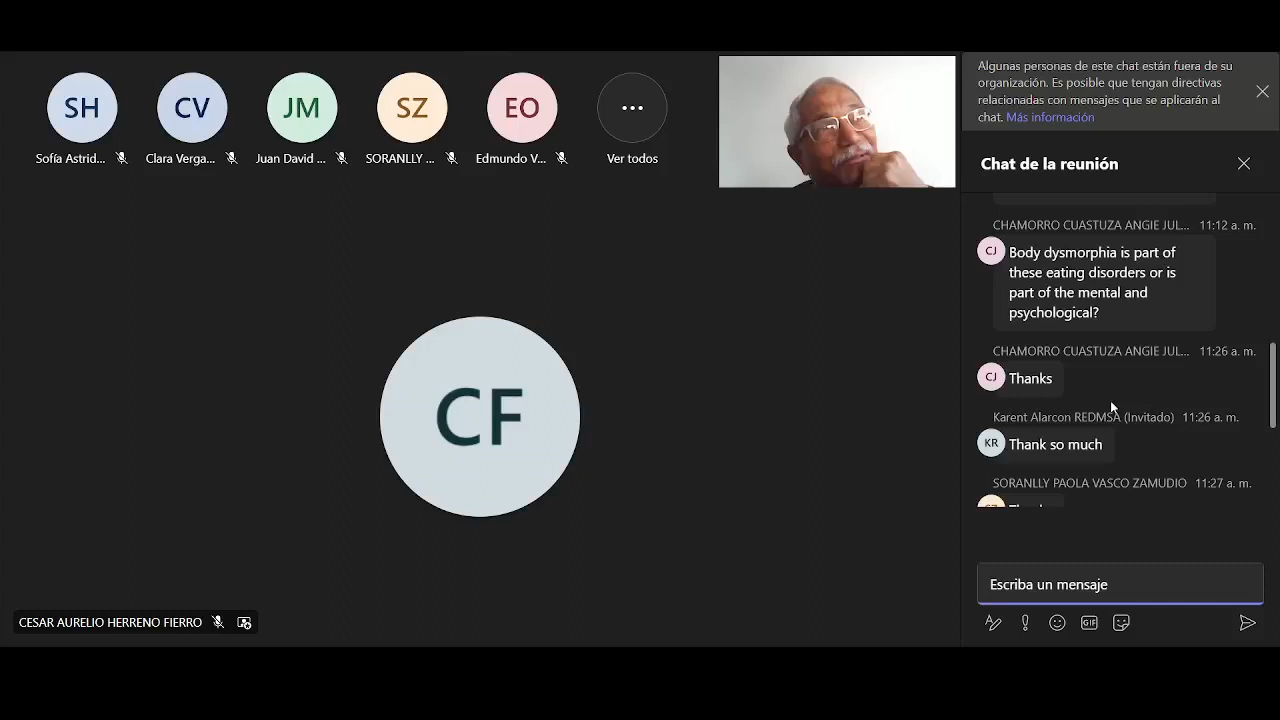 SH
CV
JM
SZ
EO
...
Sofía Astrid...
Clara Verga...
Juan David ...
SORANLLY ...
Edmundo V...
Ver todos
CF
CESAR AURELIO HERRENO FIERRO
Algunas personas de este chat están fuera de su
organización. Es posible que tengan directivas
relacionadas con mensajes que se aplicarán al
chat. Más información
Chat de la reunión
CHAMORRO CUASTUZA ANGIE JUL... 11:12 a. m.
CJ
Body dysmorphia is part of
these eating disorders or is
part of the mental and
psychological?
CHAMORRO CUASTUZA ANGIE JUL... 11:26 a. m.
CJ
Thanks
Karent Alarcon REDMSA (Invitado) 11:26 a. m.
KR
Thank so much
SORANLLY PAOLA VASCO ZAMUDIO 11:27 a. m.
Escriba un mensaje
GIF